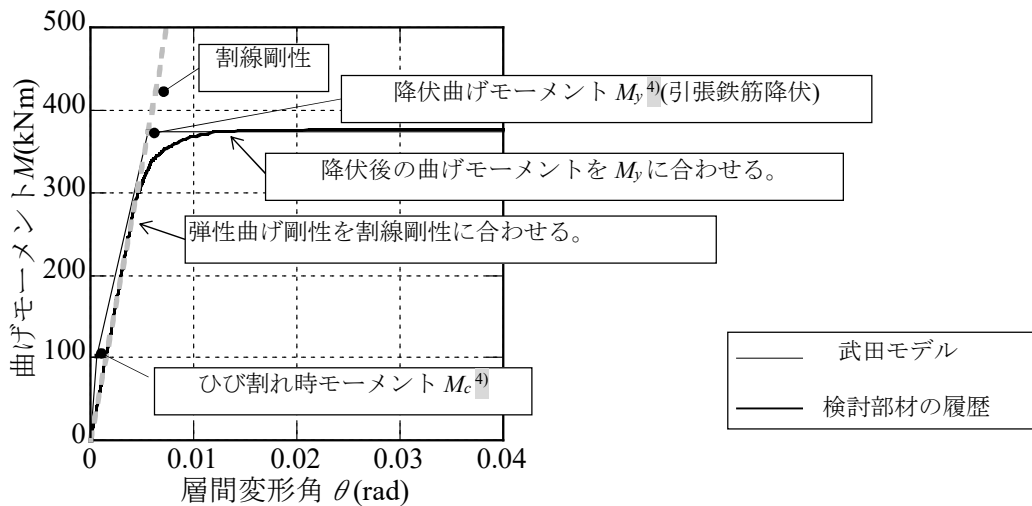 500
400
300
200
100
0
曲げモーメントM(kNm)
割線剛性
降伏曲げモーメント My4)(引張鉄筋降伏)
降伏後の曲げモーメントを Myに合わせる。
弾性曲げ剛性を割線剛性に合わせる。
ひび割れ時モーメント Mc4)
武田モデル
検討部材の履歴
0 0.01 0.02 0.03 0.04
層間変形角 θ(rad)